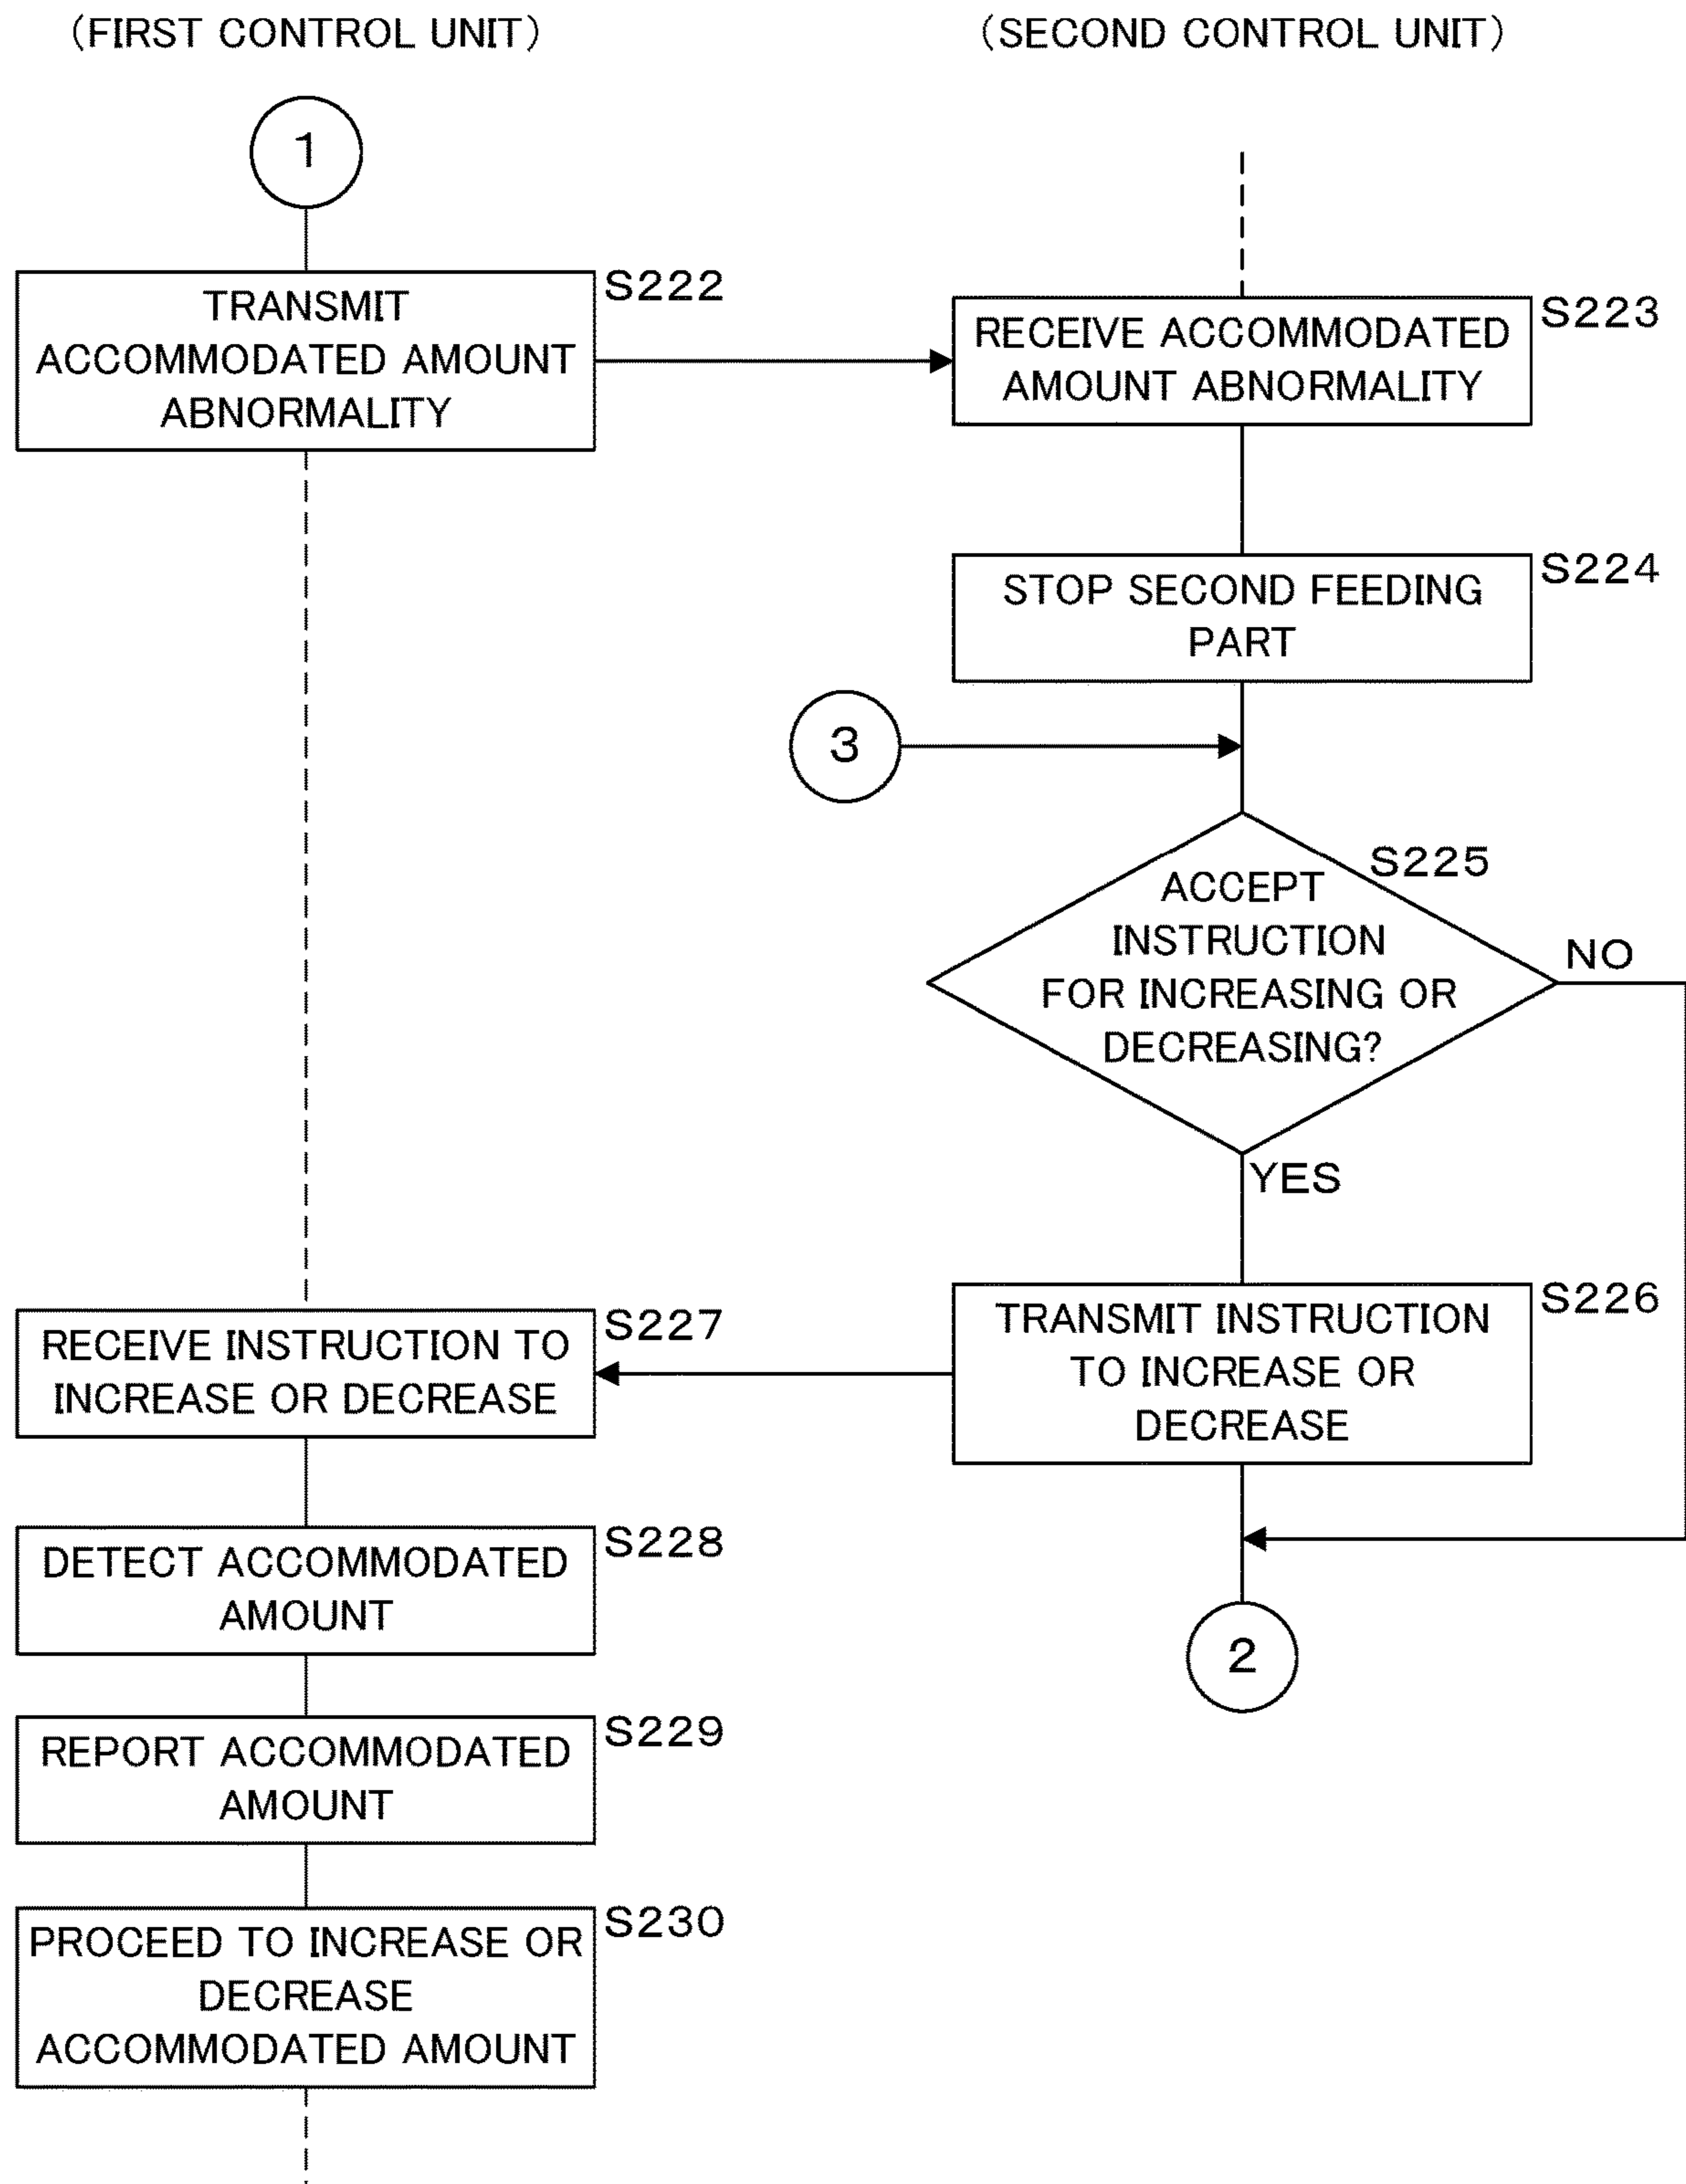 (FIRST CONTROL UNIT)
(SECOND CONTROL UNIT)
1
S222
TRANSMIT
ACCOMMODATED AMOUNT
ABNORMALITY
S223
RECEIVE ACCOMMODATED
AMOUNT ABNORMALITY
S224
STOP SECOND FEEDING
PART
3
S225
ACCEPT
INSTRUCTION
FOR INCREASING OR
DECREASING?
NO
YES
S226
TRANSMIT INSTRUCTION
TO INCREASE OR
DECREASE
S227
RECEIVE INSTRUCTION TO
INCREASE OR DECREASE
S228
DETECT ACCOMMODATED
AMOUNT
2
S229
REPORT ACCOMMODATED
AMOUNT
S230
PROCEED TO INCREASE OR
DECREASE
ACCOMMODATED AMOUNT